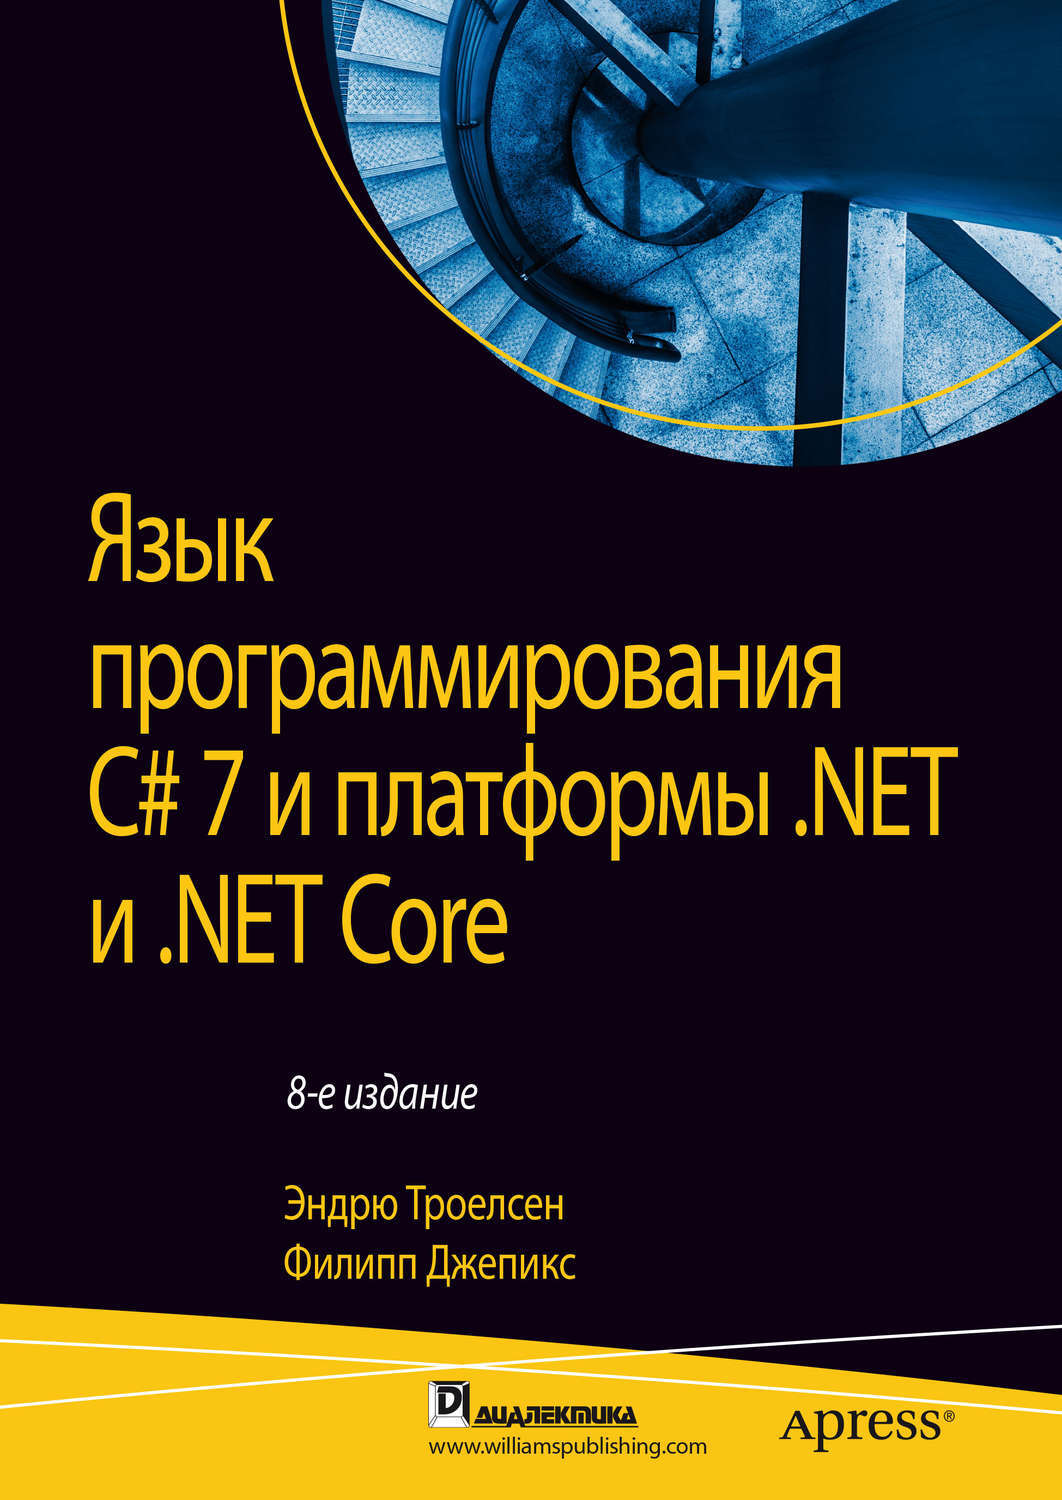 Язык
программирования
C# 7 и платформы .NET
и .NET Core
8-е издание
Эндрю Троелсен
Филипп Джепикс
D ДИАЛЕКТИКА
www.williamspublishing.com
Apress®